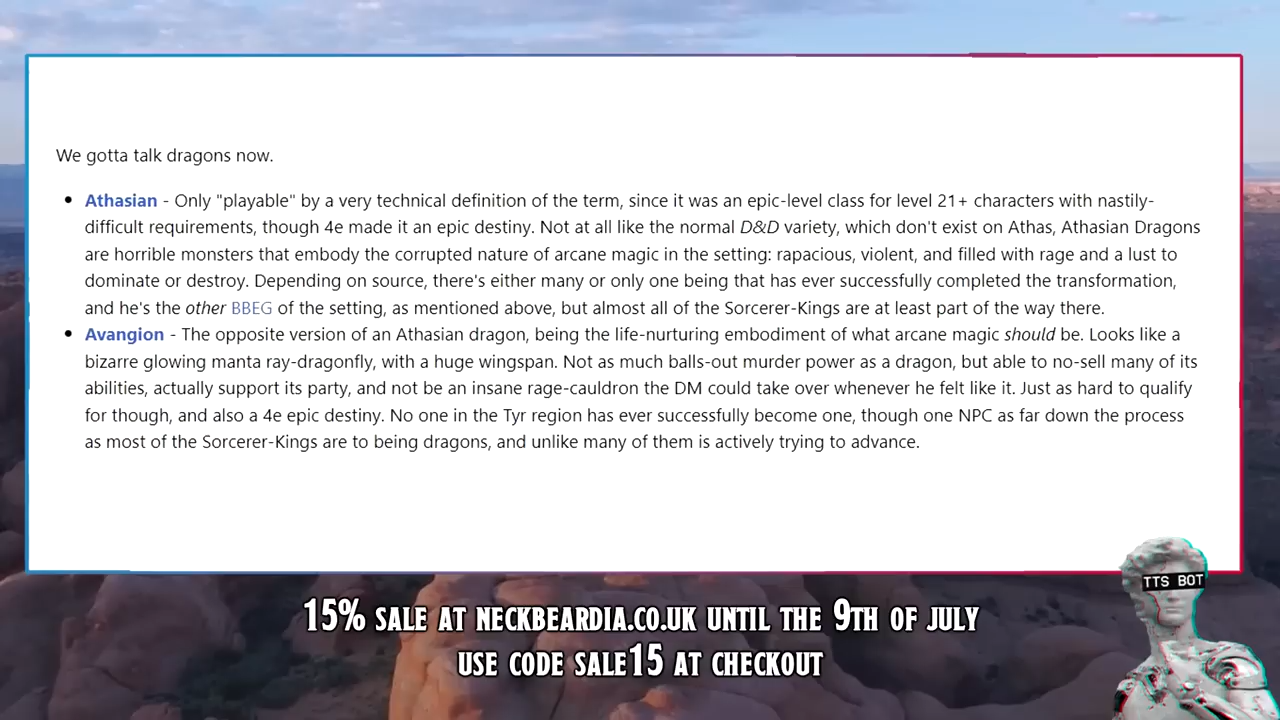 We gotta talk dragons now.
Athasian - Only "playable" by a very technical definition of the term, since it was an epic-level class for level 21+ characters with nastily-
difficult requirements, though 4e made it an epic destiny. Not at all like the normal D&D variety, which don't exist on Athas, Athasian Dragons
are horrible monsters that embody the corrupted nature of arcane magic in the setting: rapacious, violent, and filled with rage and a lust to
dominate or destroy. Depending on source, there's either many or only one being that has ever successfully completed the transformation,
and he's the other BBEG of the setting, as mentioned above, but almost all of the Sorcerer-Kings are at least part of the way there.
Avangion - The opposite version of an Athasian dragon, being the life-nurturing embodiment of what arcane magic should be. Looks like a
bizarre glowing manta ray-dragonfly, with a huge wingspan. Not as much balls-out murder power as a dragon, but able to no-sell many of its
abilities, actually support its party, and not be an insane rage-cauldron the DM could take over whenever he felt like it. Just as hard to qualify
for though, and also a 4e epic destiny. No one in the Tyr region has ever successfully become one, though one NPC as far down the process
as most of the Sorcerer-Kings are to being dragons, and unlike many of them is actively trying to advance.
TTS BOT
15% SALE AT NECKBEARDIA.CO.UK UNTIL THE 9TH OF JULY
USE CODE SALE15 AT CHECKOUT